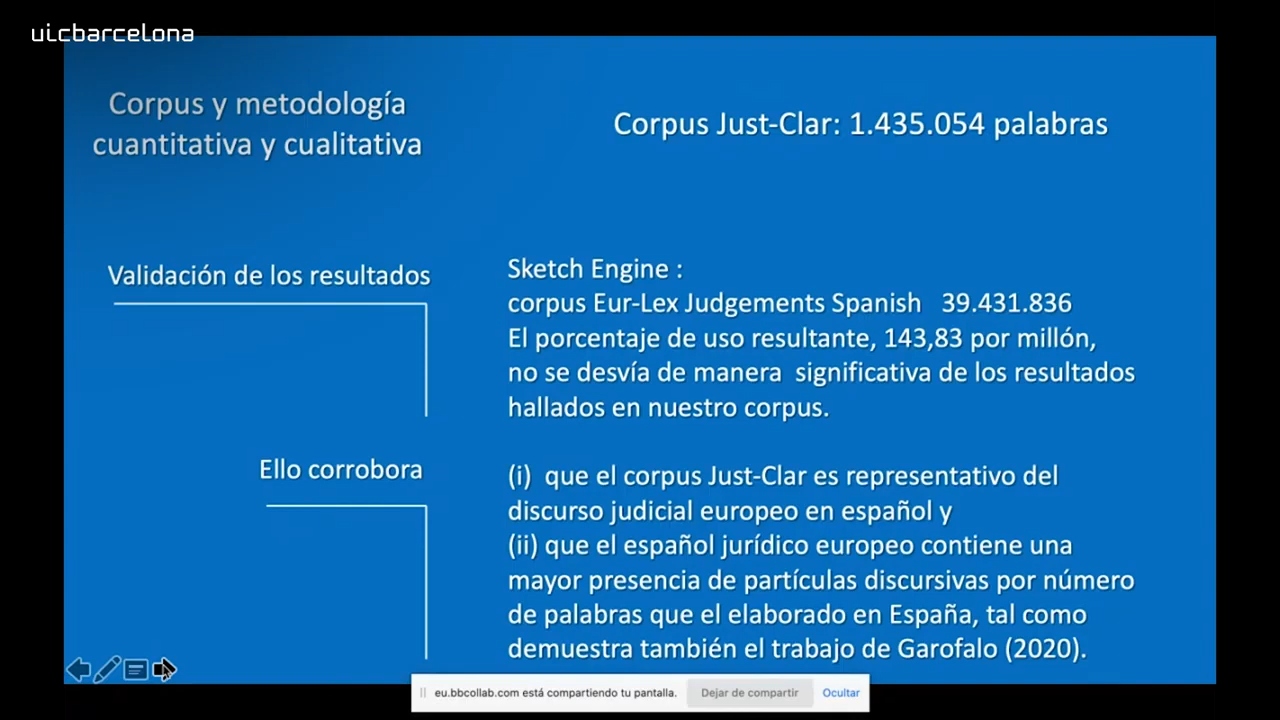 uicbarcelona
Corpus y metodología
cuantitativa y cualitativa
Corpus Just-Clar: 1.435.054 palabras
Validación de los resultados
Sketch Engine :
corpus Eur-Lex Judgements Spanish 39.431.836
El porcentaje de uso resultante, 143,83 por millón,
no se desvía de manera significativa de los resultados
hallados en nuestro corpus.
Ello corrobora
(i) que el corpus Just-Clar es representativo del
discurso judicial europeo en español y
(ii) que el español jurídico europeo contiene una
mayor presencia de partículas discursivas por número
de palabras que el elaborado en España, tal como
demuestra también el trabajo de Garofalo (2020).
eu.bbcollab.com está compartiendo tu pantalla.
Dejar de compartir
Ocultar